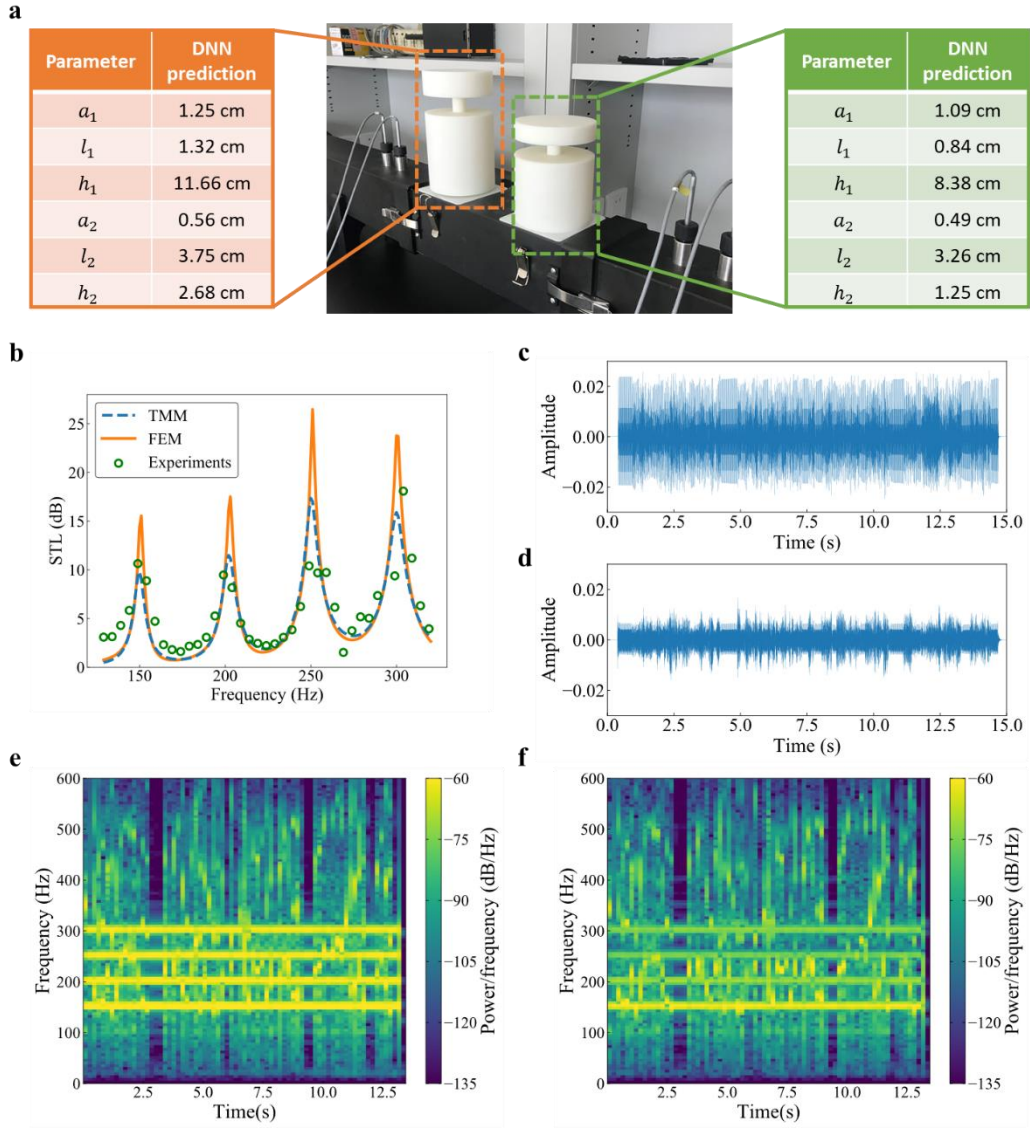 a
Parameter DNN prediction
a₁ 1.25 cm
l₁ 1.32 cm
h₁ 11.66 cm
a₂ 0.56 cm
l₂ 3.75 cm
h₂ 2.68 cm
Parameter DNN prediction
a₁ 1.09 cm
l₁ 0.84 cm
h₁ 8.38 cm
a₂ 0.49 cm
l₂ 3.26 cm
h₂ 1.25 cm
b
TMM
FEM
Experiments
STL (dB)
25
20
15
10
5
0
150 200 250 300
Frequency (Hz)
c
Amplitude
0.02
0.00
−0.02
0.0 2.5 5.0 7.5 10.0 12.5 15.0
Time (s)
d
Amplitude
0.02
0.00
−0.02
0.0 2.5 5.0 7.5 10.0 12.5 15.0
Time (s)
e
Frequency (Hz)
600
500
400
300
200
100
0
2.5 5.0 7.5 10.0 12.5
Time(s)
−60
−75
−90
−105
−120
−135
Power/frequency (dB/Hz)
f
Frequency (Hz)
600
500
400
300
200
100
0
2.5 5.0 7.5 10.0 12.5
Time(s)
−60
−75
−90
−105
−120
−135
Power/frequency (dB/Hz)